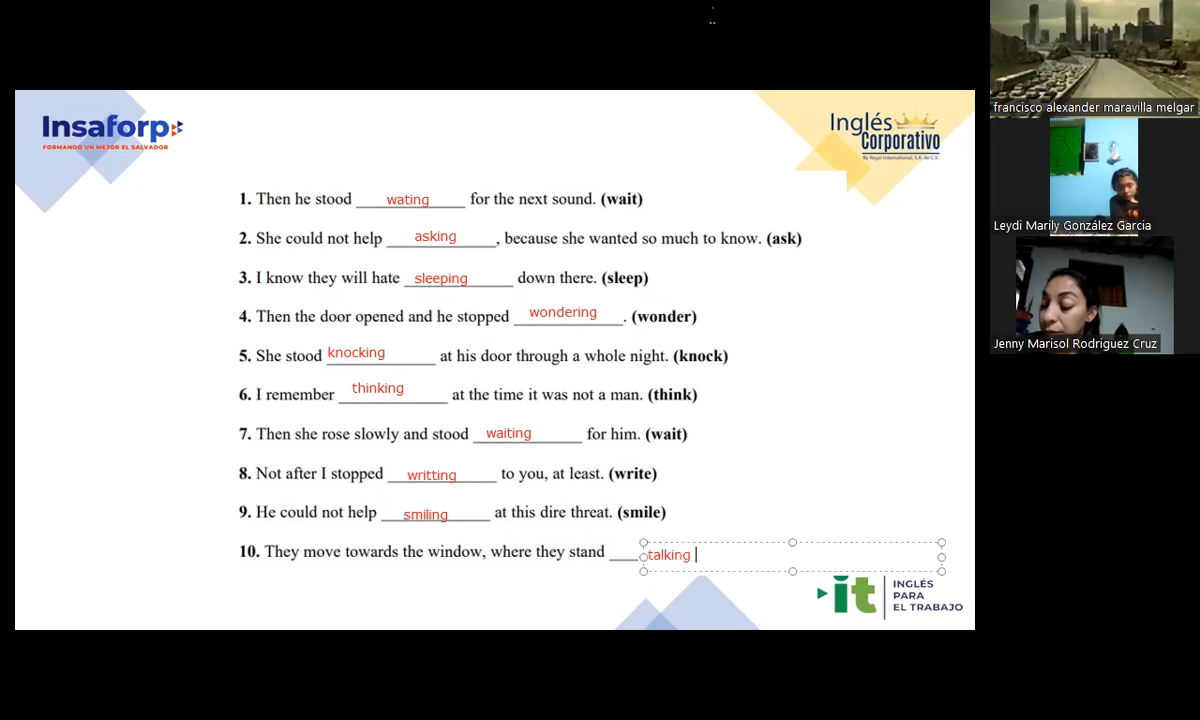 Insaforp
FORMANDO UN MEJOR EL SALVADOR
Inglés
Corporativo
By Regal International, S.A. de C.V.
1. Then he stood wating for the next sound. (wait)
2. She could not help asking, because she wanted so much to know. (ask)
3. I know they will hate sleeping down there. (sleep)
4. Then the door opened and he stopped wondering. (wonder)
5. She stood knocking at his door through a whole night. (knock)
6. I remember thinking at the time it was not a man. (think)
7. Then she rose slowly and stood waiting for him. (wait)
8. Not after I stopped writting to you, at least. (write)
9. He could not help smiling at this dire threat. (smile)
10. They move towards the window, where they stand talking
it
INGLÉS
PARA
EL TRABAJO
francisco alexander maravilla melgar
Leydi Marily González Garcia
Jenny Marisol Rodriguez Cruz